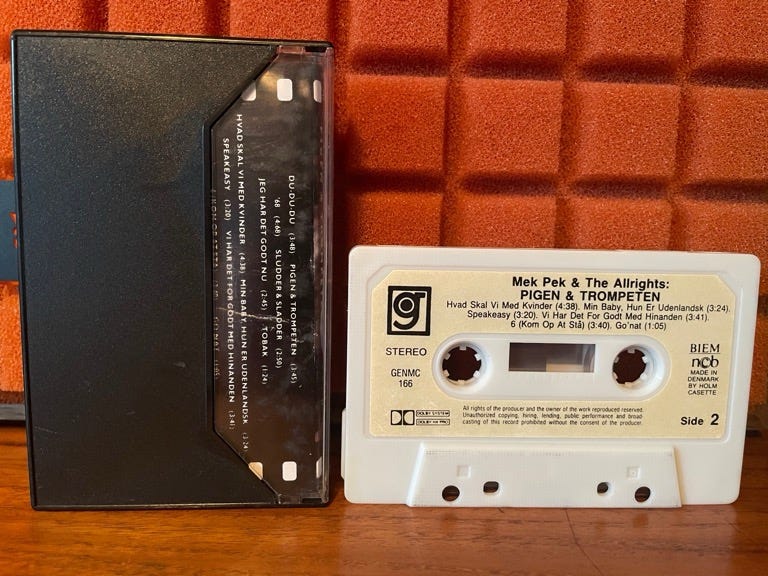 DU-DU-DU (3:48) PIGEN & TROMPETEN (3:45)
'68 (4:68) SLUDDER & SLADDER (2:50)
JEG HAR DET GODT NU (2:45) TOBAK (1:24)
HVAD SKAL VI MED KVINDER (4:38) MIN BABY, HUN ER UDENLANDSK (3:24)
SPEAKEASY (3:20) VI HAR DET FOR GODT MED HINANDEN (3:41)
g
STEREO
GENMC
166
DOLBY SYSTEM
DOLBY HX PRO
Mek Pek & The Allrights:
PIGEN & TROMPETEN
Hvad Skal Vi Med Kvinder (4:38). Min Baby, Hun Er Udenlandsk (3:24).
Speakeasy (3:20). Vi Har Det For Godt Med Hinanden (3:41).
6 (Kom Op At Stå) (3:40). Go'nat (1:05)
BIEM
ncb
MADE IN
DENMARK
BY HOLM
CASETTE
All rights of the producer and the owner of the work reproduced reserved.
Unauthorized copying, hiring, lending, public performance and broad-
casting of this record prohibited without the consent of the producer.
Side 2